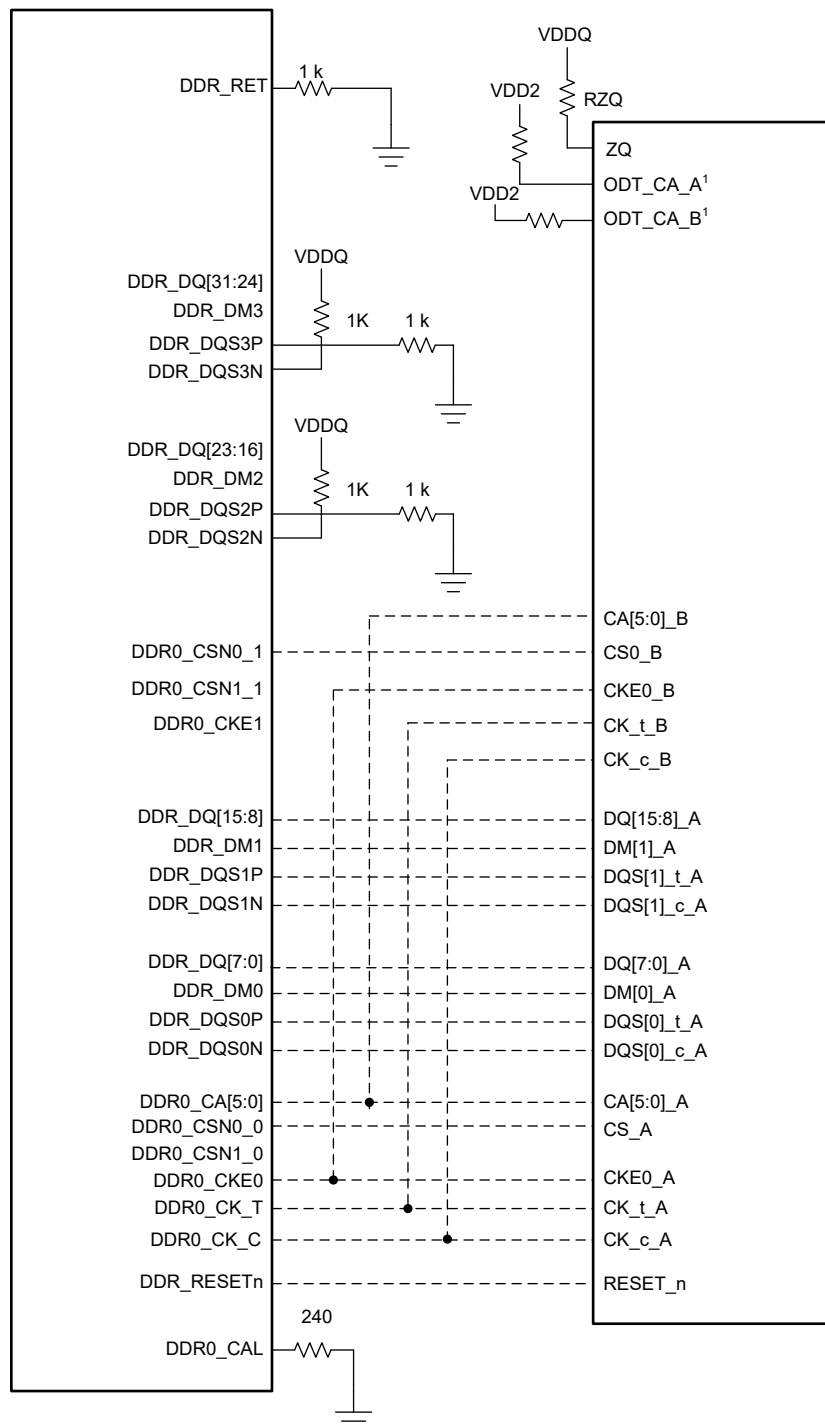 DDR_RET
1 k
VDDQ
RZQ
VDD2
ZQ
ODT_CA_A¹
VDD2
ODT_CA_B¹
VDDQ
DDR_DQ[31:24]
DDR_DM3
1K
1 k
DDR_DQS3P
DDR_DQS3N
VDDQ
DDR_DQ[23:16]
DDR_DM2
1K
1 k
DDR_DQS2P
DDR_DQS2N
CA[5:0]_B
DDR0_CSN0_1
CS0_B
DDR0_CSN1_1
CKE0_B
DDR0_CKE1
CK_t_B
CK_c_B
DDR_DQ[15:8]
DQ[15:8]_A
DDR_DM1
DM[1]_A
DDR_DQS1P
DQS[1]_t_A
DDR_DQS1N
DQS[1]_c_A
DDR_DQ[7:0]
DQ[7:0]_A
DDR_DM0
DM[0]_A
DDR_DQS0P
DQS[0]_t_A
DDR_DQS0N
DQS[0]_c_A
DDR0_CA[5:0]
CA[5:0]_A
DDR0_CSN0_0
CS_A
DDR0_CSN1_0
DDR0_CKE0
CKE0_A
DDR0_CK_T
CK_t_A
DDR0_CK_C
CK_c_A
DDR_RESETn
RESET_n
240
DDR0_CAL